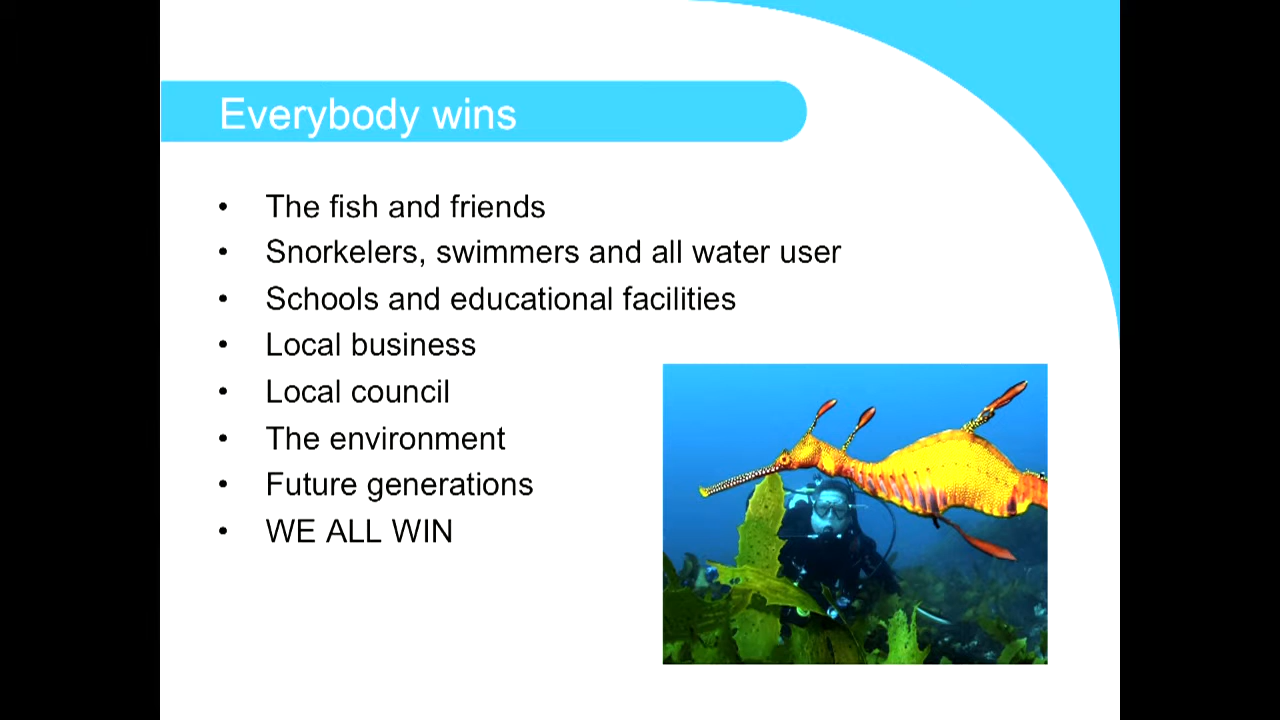 Everybody wins
• The fish and friends
• Snorkelers, swimmers and all water user
• Schools and educational facilities
• Local business
• Local council
• The environment
• Future generations
• WE ALL WIN